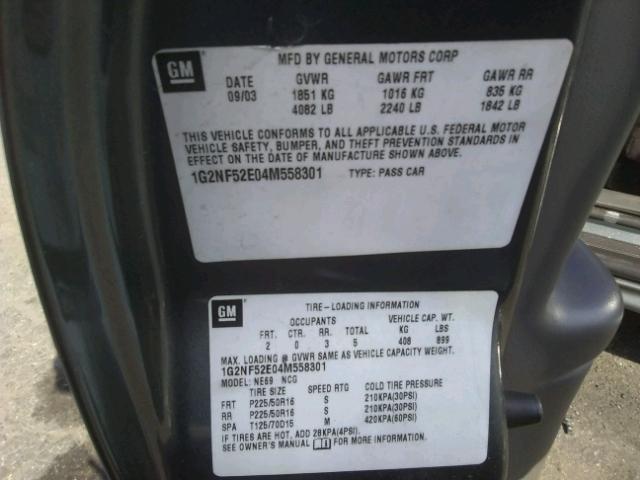 GM
MFD BY GENERAL MOTORS CORP
DATE GVWR GAWR FRT GAWR RR
09/03 1851 KG 1016 KG 835 KG
4082 LB 2240 LB 1842 LB
THIS VEHICLE CONFORMS TO ALL APPLICABLE U.S. FEDERAL MOTOR
VEHICLE SAFETY, BUMPER, AND THEFT PREVENTION STANDARDS IN
EFFECT ON THE DATE OF MANUFACTURE SHOWN ABOVE.
1G2NF52E04M558301 TYPE: PASS CAR
GM
TIRE-LOADING INFORMATION
OCCUPANTS VEHICLE CAP. WT.
FRT. CTR. RR. TOTAL KG LBS
2 0 3 5 408 899
MAX. LOADING @ GVWR SAME AS VEHICLE CAPACITY WEIGHT.
1G2NF52E04M558301
MODEL: NE69 NCG
TIRE SIZE SPEED RTG COLD TIRE PRESSURE
FRT P225/50R16 S 210KPA(30PSI)
RR P225/50R16 S 210KPA(30PSI)
SPA T125/70D15 M 420KPA(60PSI)
IF TIRES ARE HOT, ADD 28KPA(4PSI)
SEE OWNER'S MANUAL FOR MORE INFORMATION.